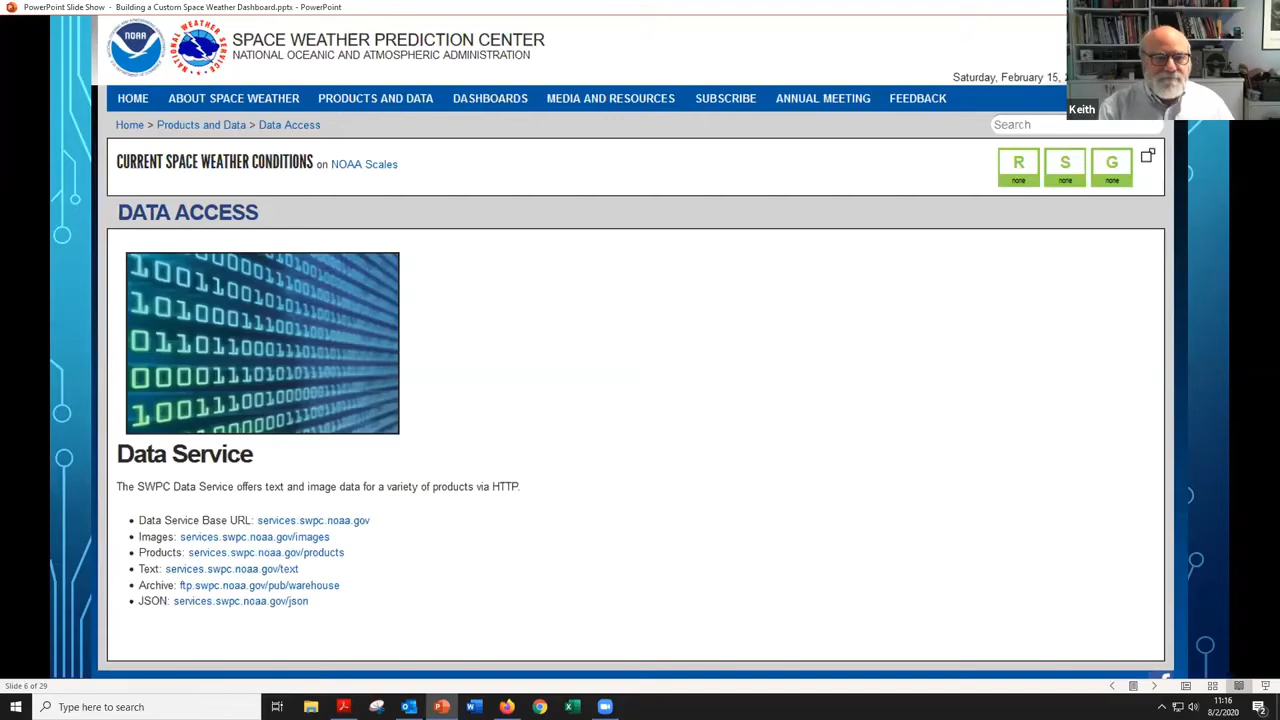 PowerPoint Slide Show - Building a Custom Space Weather Dashboard.pptx - PowerPoint
NOAA
NATIONAL WEATHER SERVICE
SPACE WEATHER PREDICTION CENTER
NATIONAL OCEANIC AND ATMOSPHERIC ADMINISTRATION
Saturday, February 15,
Keith
HOME ABOUT SPACE WEATHER PRODUCTS AND DATA DASHBOARDS MEDIA AND RESOURCES SUBSCRIBE ANNUAL MEETING FEEDBACK
Home > Products and Data > Data Access
Search
CURRENT SPACE WEATHER CONDITIONS on NOAA Scales
R S G
none none none
DATA ACCESS
Data Service
The SWPC Data Service offers text and image data for a variety of products via HTTP.
• Data Service Base URL: services.swpc.noaa.gov
• Images: services.swpc.noaa.gov/images
• Products: services.swpc.noaa.gov/products
• Text: services.swpc.noaa.gov/text
• Archive: ftp.swpc.noaa.gov/pub/warehouse
• JSON: services.swpc.noaa.gov/json
Slide 6 of 29
Type here to search
11:16
8/2/2020
2